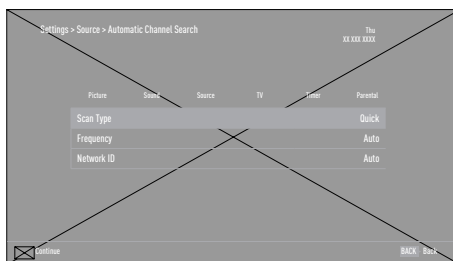 Settings > Source > Automatic Channel Search
Thu
XX XXX XXXX
Picture Sound Source TV Timer Parental
Scan Type Quick
Frequency Auto
Network ID Auto
Continue BACK Back